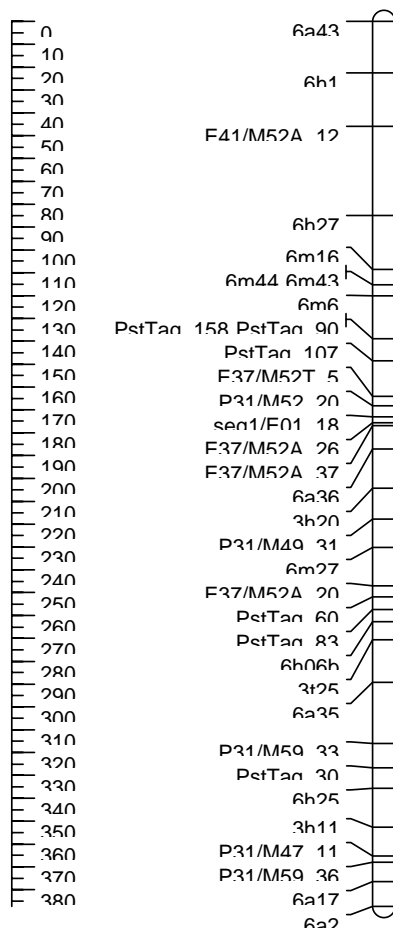 0
10
20
30
40
50
60
70
80
90
100
110
120
130
140
150
160
170
180
190
200
210
220
230
240
250
260
270
280
290
300
310
320
330
340
350
360
370
380
6a43
6h1
E41/M52A_12
6h27
6m16
6m44 6m43
6m6
PstTag_158 PstTag_90
PstTag_107
E37/M52T_5
P31/M52_20
seq1/E01_18
E37/M52A_26
E37/M52A_37
6a36
3h20
P31/M49_31
6m27
E37/M52A_20
PstTag_60
PstTag_83
6h06b
3t25
6a35
P31/M59_33
PstTag_30
6h25
3h11
P31/M47_11
P31/M59_36
6a17
6a2